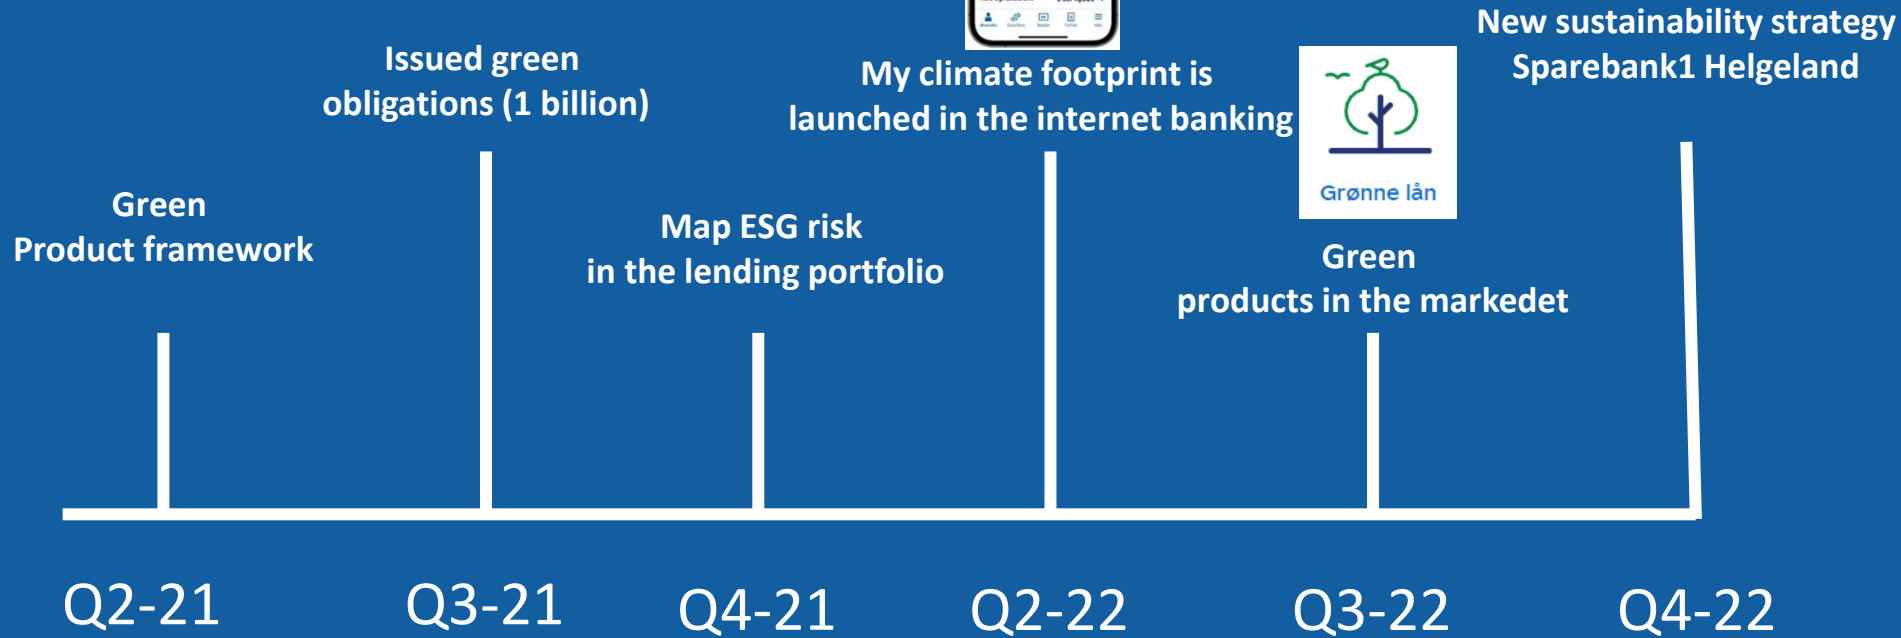 New sustainability strategy
Sparebank1 Helgeland
Issued green
obligations (1 billion)
My climate footprint is
launched in the internet banking
Grønne lån
Green
Product framework
Map ESG risk
in the lending portfolio
Green
products in the markedet
Q2-21
Q3-21
Q4-21
Q2-22
Q3-22
Q4-22